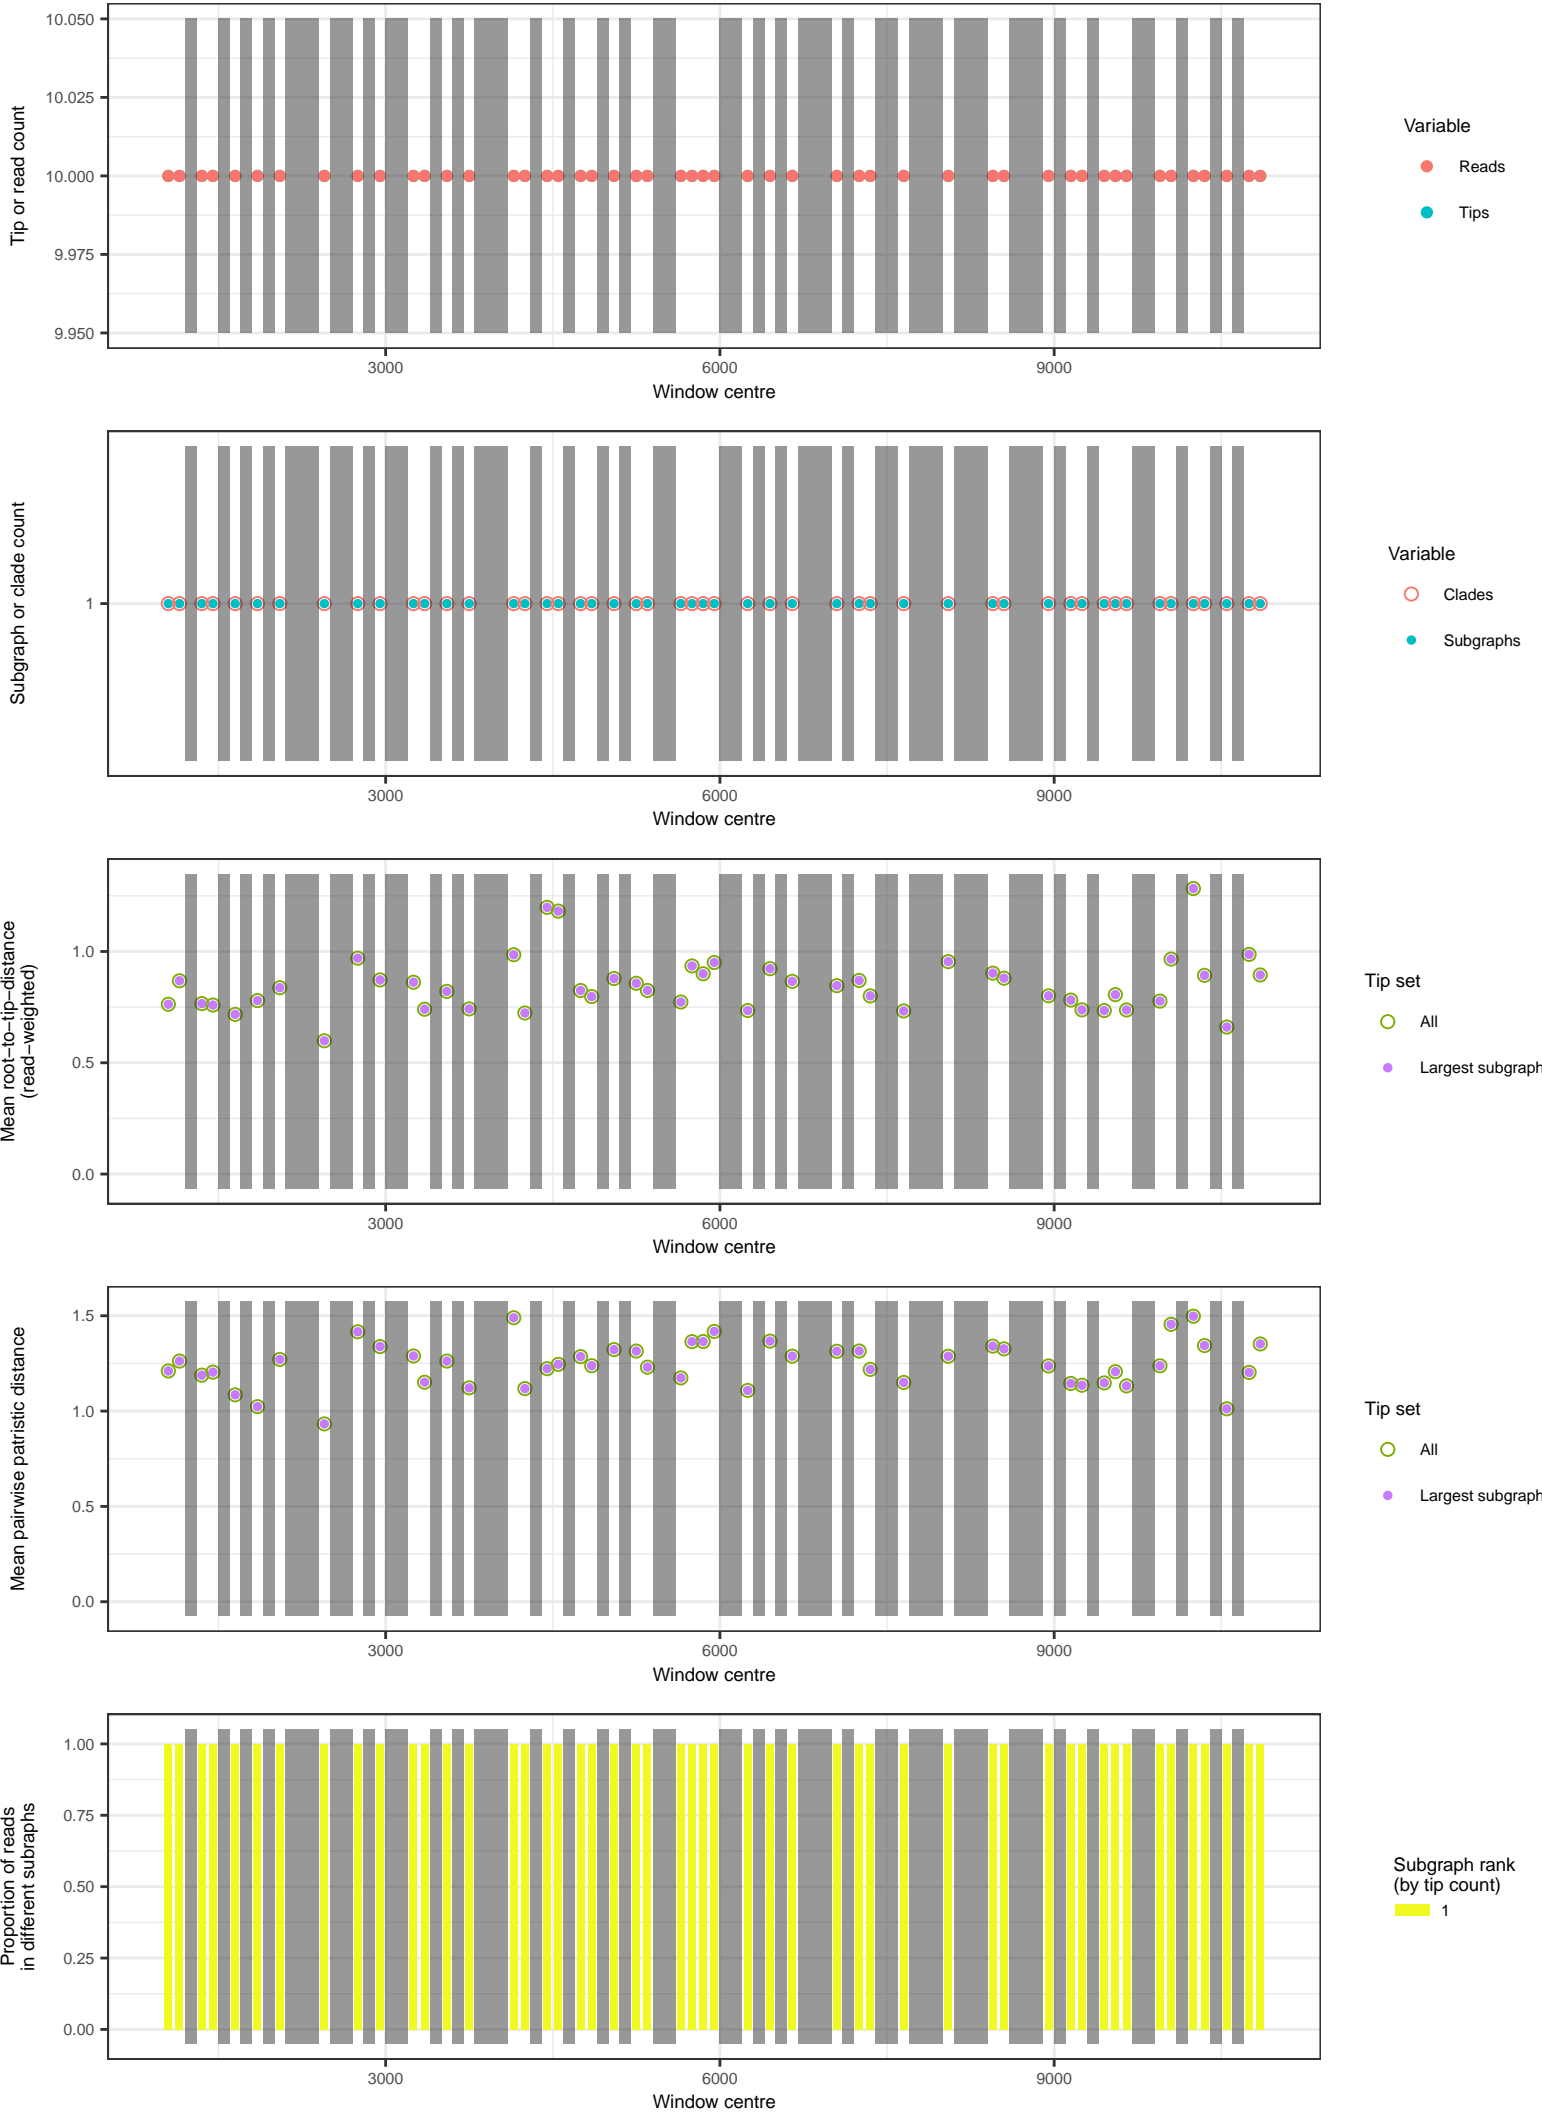 10.050
10.025
10.000
9.975
9.950
Tip or read count
3000
6000
9000
Window centre
Variable
Reads
Tips
1
Subgraph or clade count
3000
6000
9000
Window centre
Variable
Clades
Subgraphs
1.0
0.5
0.0
Mean root−to−tip−distance
(read−weighted)
3000
6000
9000
Window centre
Tip set
All
Largest subgraph
1.5
1.0
0.5
0.0
Mean pairwise patristic distance
3000
6000
9000
Window centre
Tip set
All
Largest subgraph
1.00
0.75
0.50
0.25
0.00
Proportion of reads
in different subraphs
3000
6000
9000
Window centre
Subgraph rank
(by tip count)
1